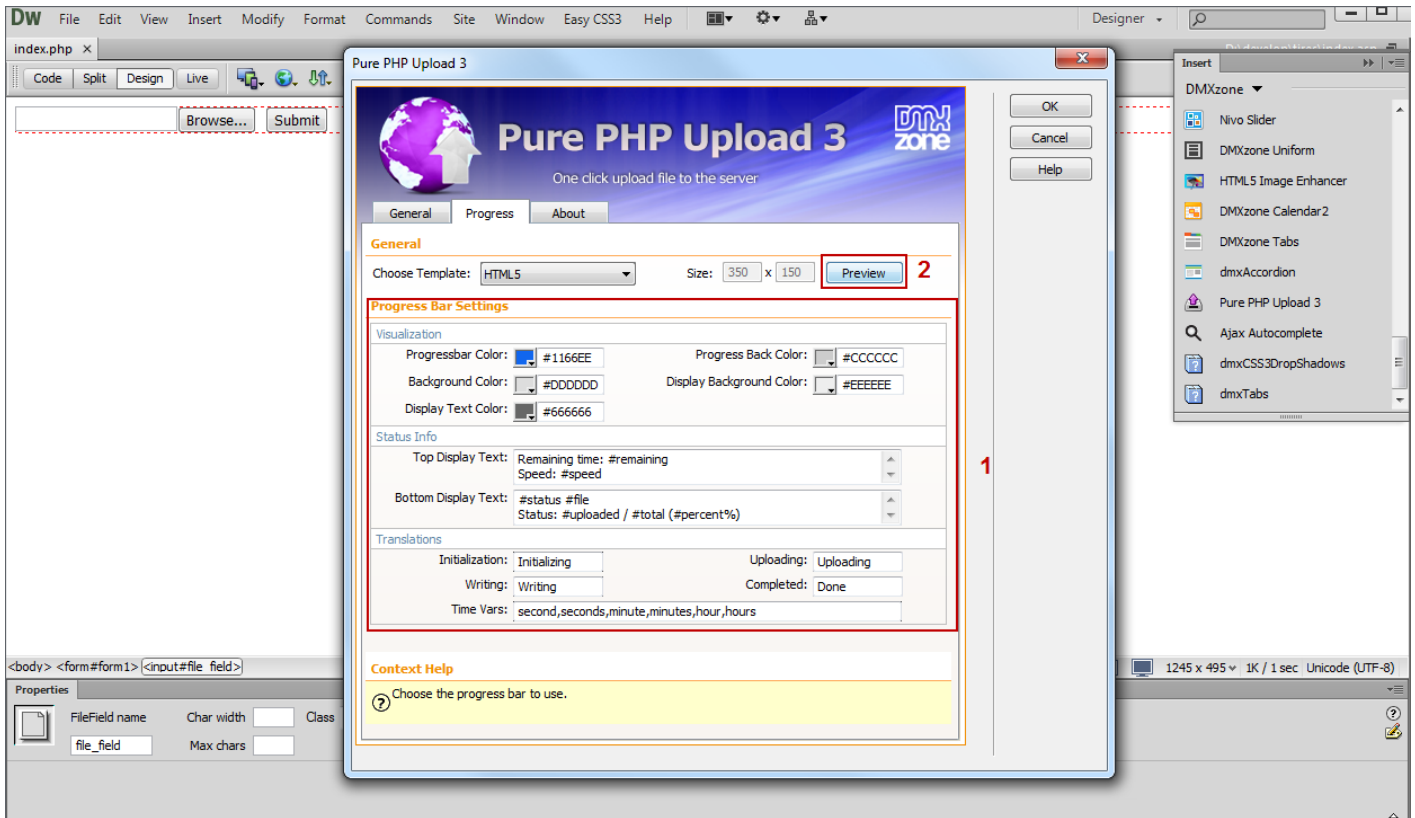 DW File Edit View Insert Modify Format Commands Site Window Easy CSS3 Help Designer
index.php ×
Code Split Design Live
Browse... Submit
Pure PHP Upload 3
Pure PHP Upload 3
DMX zone
One click upload file to the server
OK
Cancel
Help
General Progress About
General
Choose Template: HTML5 Size: 350 x 150 Preview 2
Progress Bar Settings
Visualization
Progressbar Color: #1166EE Progress Back Color: #CCCCCC
Background Color: #DDDDDD Display Background Color: #EEEEEE
Display Text Color: #666666
Status Info
Top Display Text: Remaining time: #remaining
Speed: #speed
1
Bottom Display Text: #status #file
Status: #uploaded / #total (#percent%)
Translations
Initialization: Initializing Uploading: Uploading
Writing: Writing Completed: Done
Time Vars: second,seconds,minute,minutes,hour,hours
Context Help
Choose the progress bar to use.
Insert
DMXzone
Nivo Slider
DMXzone Uniform
HTML5 Image Enhancer
DMXzone Calendar2
DMXzone Tabs
dmxAccordion
Pure PHP Upload 3
Ajax Autocomplete
dmxCSS3DropShadows
dmxTabs
<body> <form#form1> <input#file_field> 1245 x 495 1K / 1 sec Unicode (UTF-8)
Properties
FileField name Char width Class
file_field Max chars